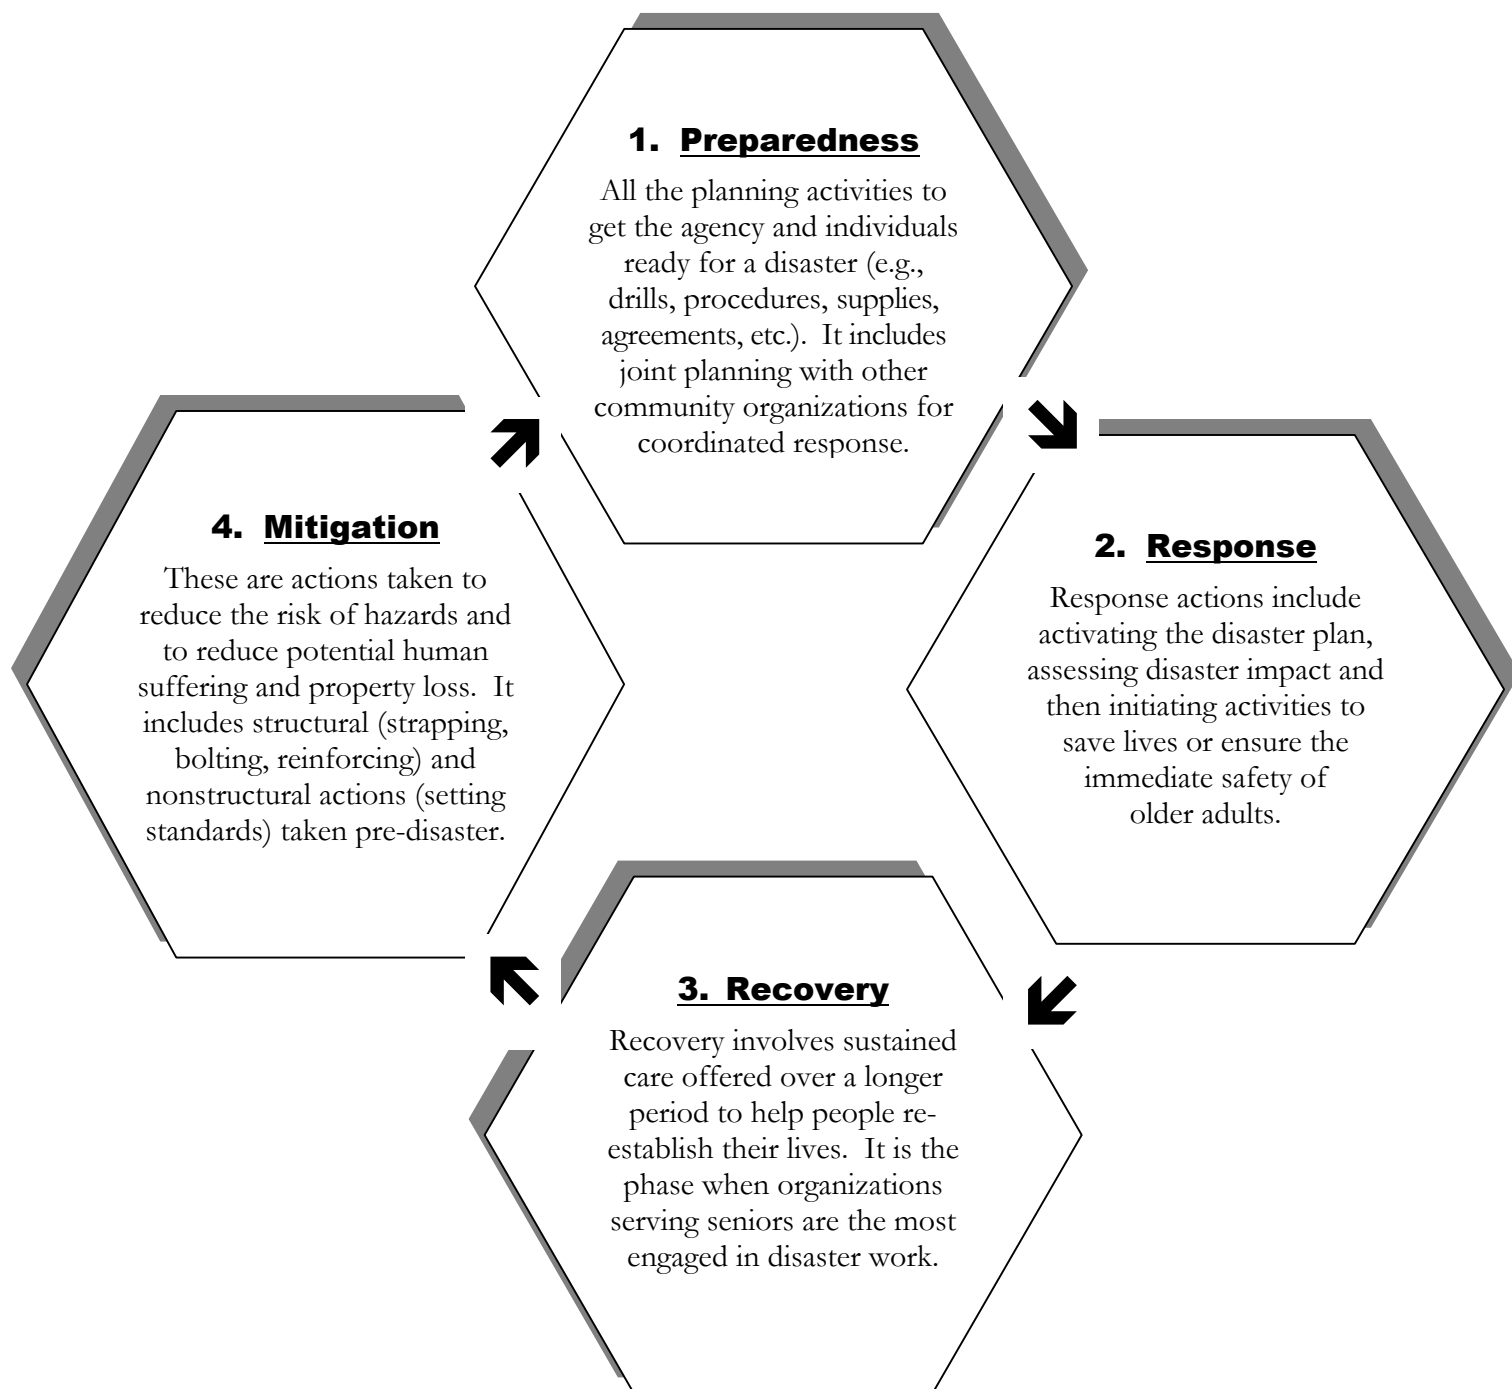 1. Preparedness
All the planning activities to
get the agency and individuals
ready for a disaster (e.g.,
drills, procedures, supplies,
agreements, etc.). It includes
joint planning with other
community organizations for
coordinated response.
2. Response
Response actions include
activating the disaster plan,
assessing disaster impact and
then initiating activities to
save lives or ensure the
immediate safety of
older adults.
3. Recovery
Recovery involves sustained
care offered over a longer
period to help people re-
establish their lives. It is the
phase when organizations
serving seniors are the most
engaged in disaster work.
4. Mitigation
These are actions taken to
reduce the risk of hazards and
to reduce potential human
suffering and property loss. It
includes structural (strapping,
bolting, reinforcing) and
nonstructural actions (setting
standards) taken pre-disaster.